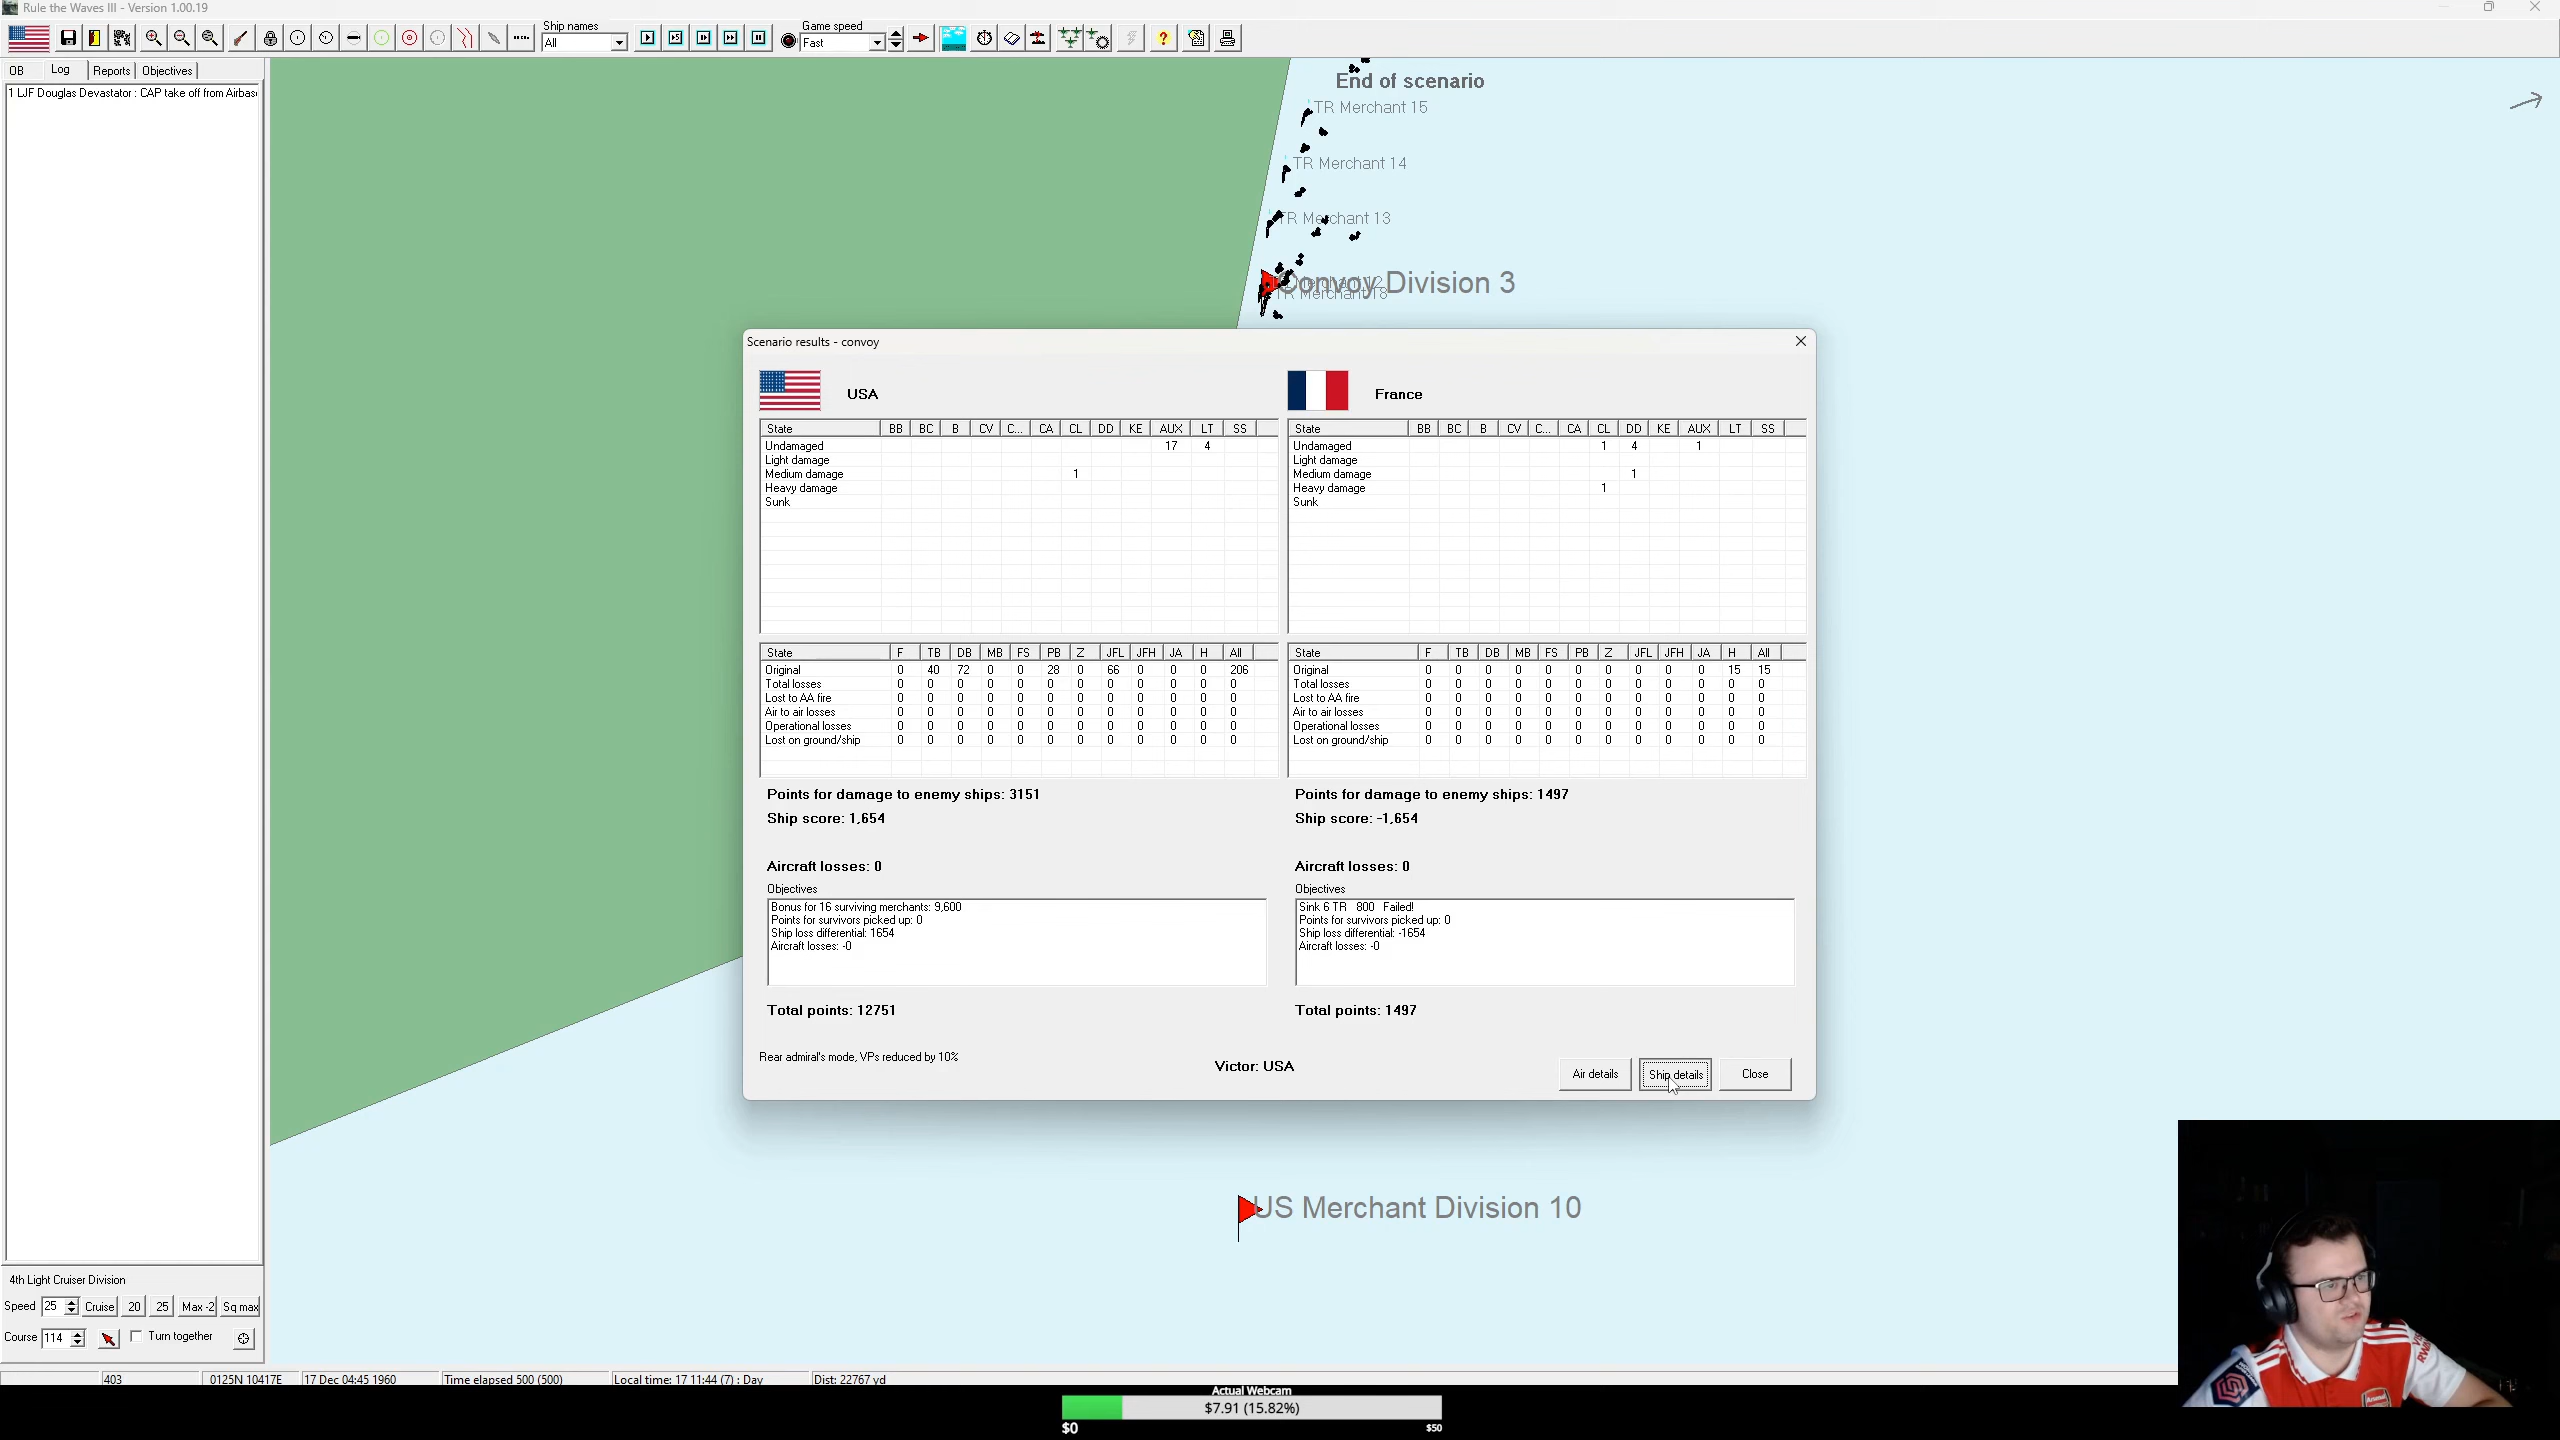 Rule the Waves III - Version 1.00.19
Ship names
All
Game speed
Fast
OB Log Reports Objectives
1 LJF Douglas Devastator : CAP take off from Airbas
End of scenario
TR Merchant 15
TR Merchant 14
TR Merchant 13
Convoy Division 3
Scenario results - convoy
USA
France
State BB BC B CV C... CA CL DD KE AUX LT SS
Undamaged 17 4
Light damage
Medium damage 1
Heavy damage
Sunk
State BB BC B CV C... CA CL DD KE AUX LT SS
Undamaged 1 4 1
Light damage
Medium damage 1
Heavy damage 1
Sunk
State F TB DB MB FS PB Z JFL JFH JA H All
Original 0 40 72 0 0 28 0 66 0 0 0 206
Total losses 0 0 0 0 0 0 0 0 0 0 0 0
Lost to AA fire 0 0 0 0 0 0 0 0 0 0 0 0
Air to air losses 0 0 0 0 0 0 0 0 0 0 0 0
Operational losses 0 0 0 0 0 0 0 0 0 0 0 0
Lost on ground/ship 0 0 0 0 0 0 0 0 0 0 0 0
State F TB DB MB FS PB Z JFL JFH JA H All
Original 0 0 0 0 0 0 0 0 0 0 15 15
Total losses 0 0 0 0 0 0 0 0 0 0 0 0
Lost to AA fire 0 0 0 0 0 0 0 0 0 0 0 0
Air to air losses 0 0 0 0 0 0 0 0 0 0 0 0
Operational losses 0 0 0 0 0 0 0 0 0 0 0 0
Lost on ground/ship 0 0 0 0 0 0 0 0 0 0 0 0
Points for damage to enemy ships: 3151
Ship score: 1,654
Aircraft losses: 0
Objectives
Bonus for 16 surviving merchants: 9,600
Points for survivors picked up: 0
Ship loss differential: 1654
Aircraft losses: -0
Total points: 12751
Points for damage to enemy ships: 1497
Ship score: -1,654
Aircraft losses: 0
Objectives
Sink 6 TR 800 Failed!
Points for survivors picked up: 0
Ship loss differential: -1654
Aircraft losses: -0
Total points: 1497
Rear admiral's mode, VPs reduced by 10%
Victor: USA
Air details
Ship details
Close
US Merchant Division 10
4th Light Cruiser Division
Speed 25 Cruise 20 25 Max -2 Sq max
Course 114 Turn together
403 0125N 10417E 17 Dec 04:45 1960 Time elapsed 500 (500) Local time: 17 11:44 (7) : Day Dist: 22767 yd
Actual Webcam
$7.91 (15.82%)
$0 $50